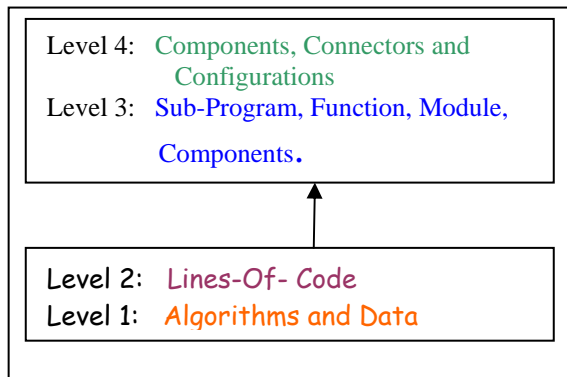 Level 4: Components, Connectors and
Configurations
Level 3: Sub-Program, Function, Module,
Components.
Level 2: Lines-Of- Code
Level 1: Algorithms and Data